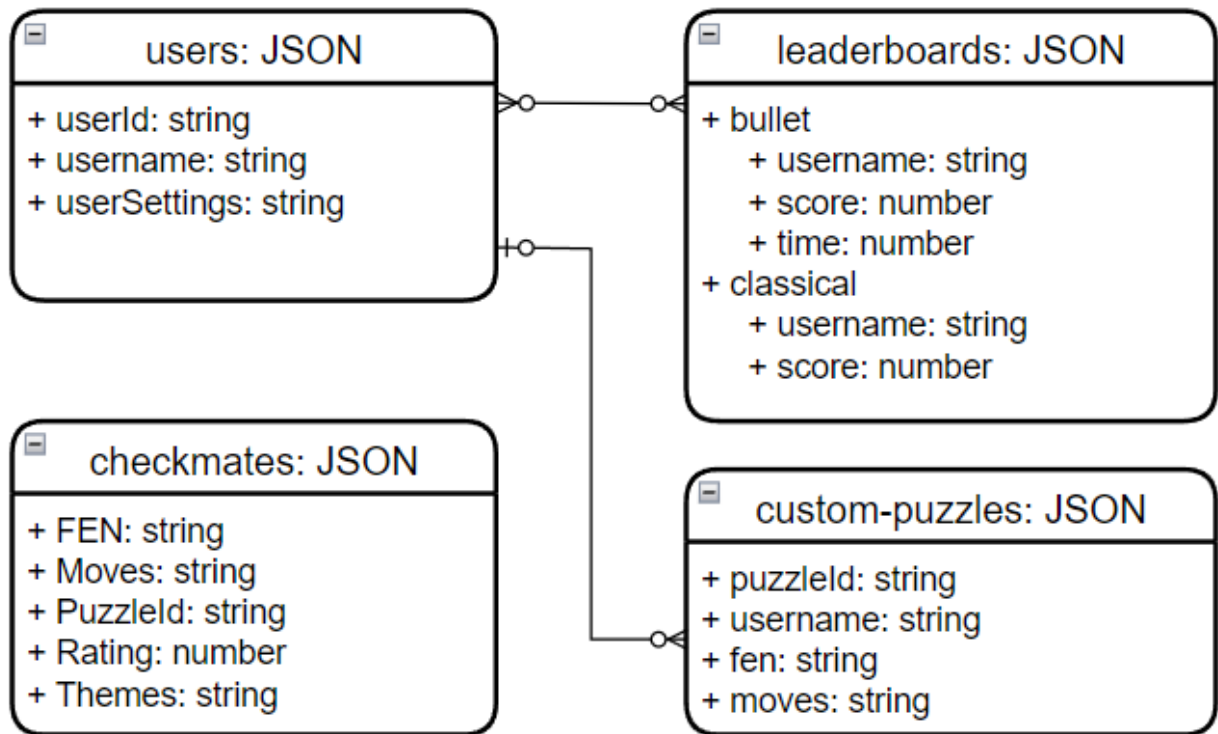 users: JSON
+ userId: string
+ username: string
+ userSettings: string
leaderboards: JSON
+ bullet
+ username: string
+ score: number
+ time: number
+ classical
+ username: string
+ score: number
checkmates: JSON
+ FEN: string
+ Moves: string
+ PuzzleId: string
+ Rating: number
+ Themes: string
custom-puzzles: JSON
+ puzzleId: string
+ username: string
+ fen: string
+ moves: string